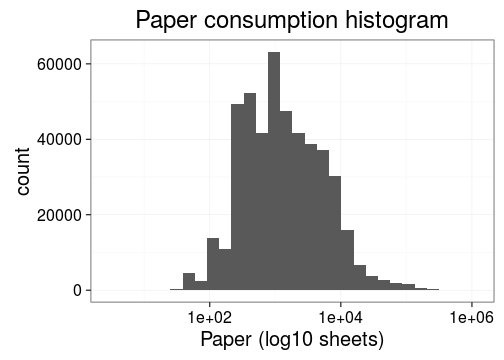 Paper consumption histogram
60000
40000
20000
0
count
1e+02 1e+04 1e+06
Paper (log10 sheets)